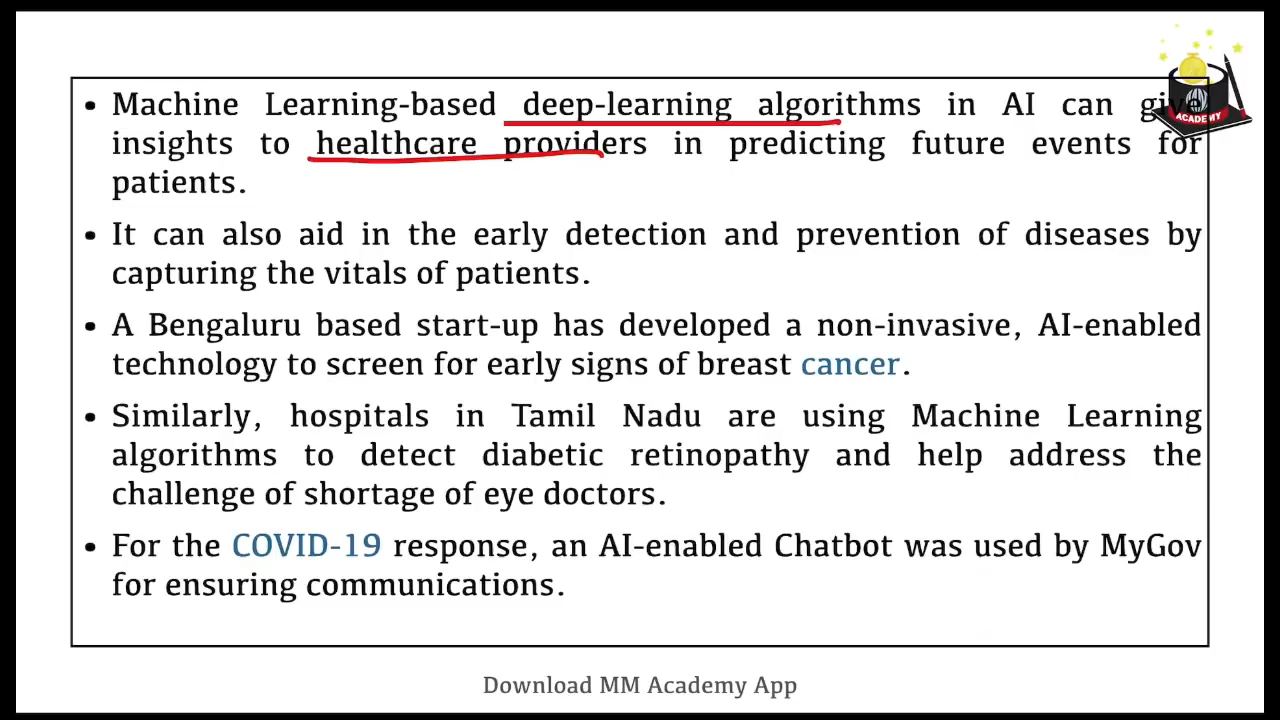 • Machine Learning-based deep-learning algorithms in AI can give
insights to healthcare providers in predicting future events for
patients.
• It can also aid in the early detection and prevention of diseases by
capturing the vitals of patients.
• A Bengaluru based start-up has developed a non-invasive, AI-enabled
technology to screen for early signs of breast cancer.
• Similarly, hospitals in Tamil Nadu are using Machine Learning
algorithms to detect diabetic retinopathy and help address the
challenge of shortage of eye doctors.
• For the COVID-19 response, an AI-enabled Chatbot was used by MyGov
for ensuring communications.
ACADEMY
Download MM Academy App